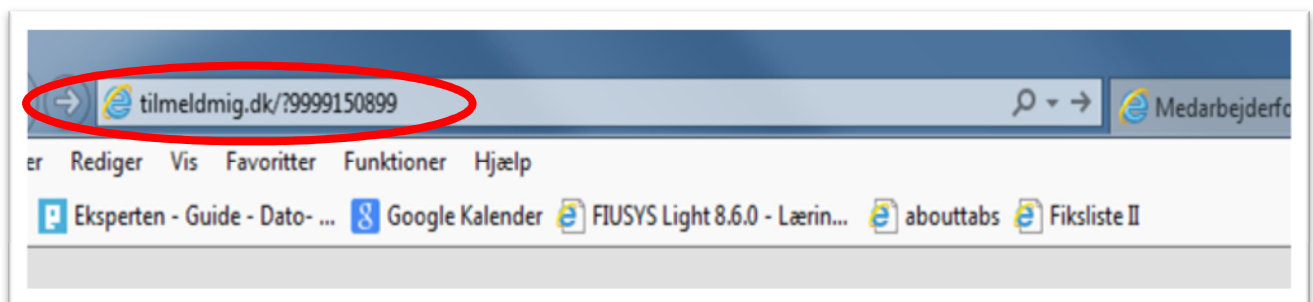 tilmeldmig.dk/?9999150899 Medarbejderfo
er Rediger Vis Favoritter Funktioner Hjælp
Eksperten - Guide - Dato- ... Google Kalender FIUSYS Light 8.6.0 - Lærin... abouttabs Fiksliste II